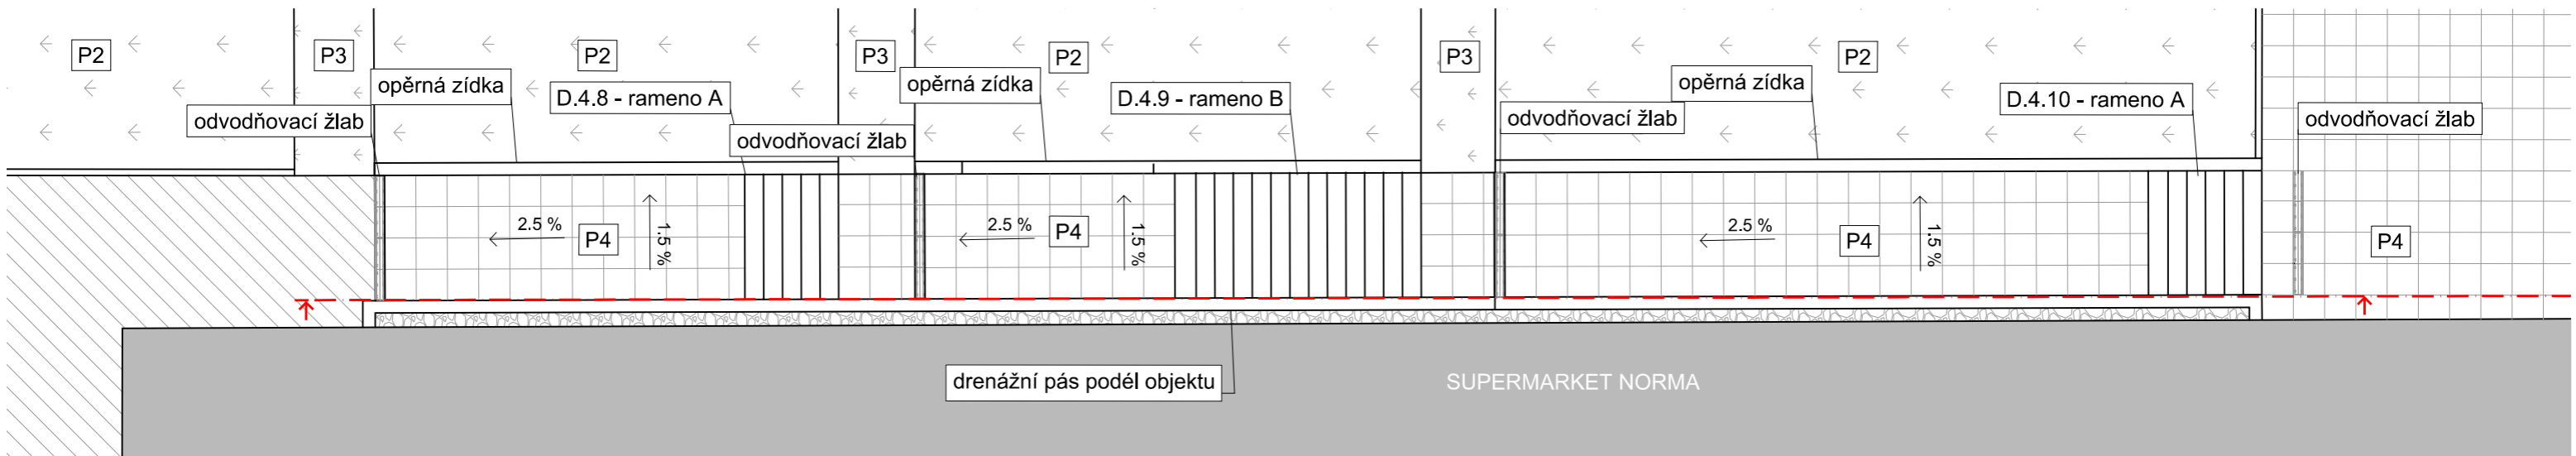 P2
P3
P2
P3
P2
P3
P2
opěrná zídka
D.4.8 - rameno A
opěrná zídka
D.4.9 - rameno B
opěrná zídka
D.4.10 - rameno A
odvodňovací žlab
odvodňovací žlab
odvodňovací žlab
odvodňovací žlab
2.5 %
P4
1.5 %
2.5 %
P4
1.5 %
2.5 %
P4
1.5 %
P4
drenážní pás podél objektu
SUPERMARKET NORMA